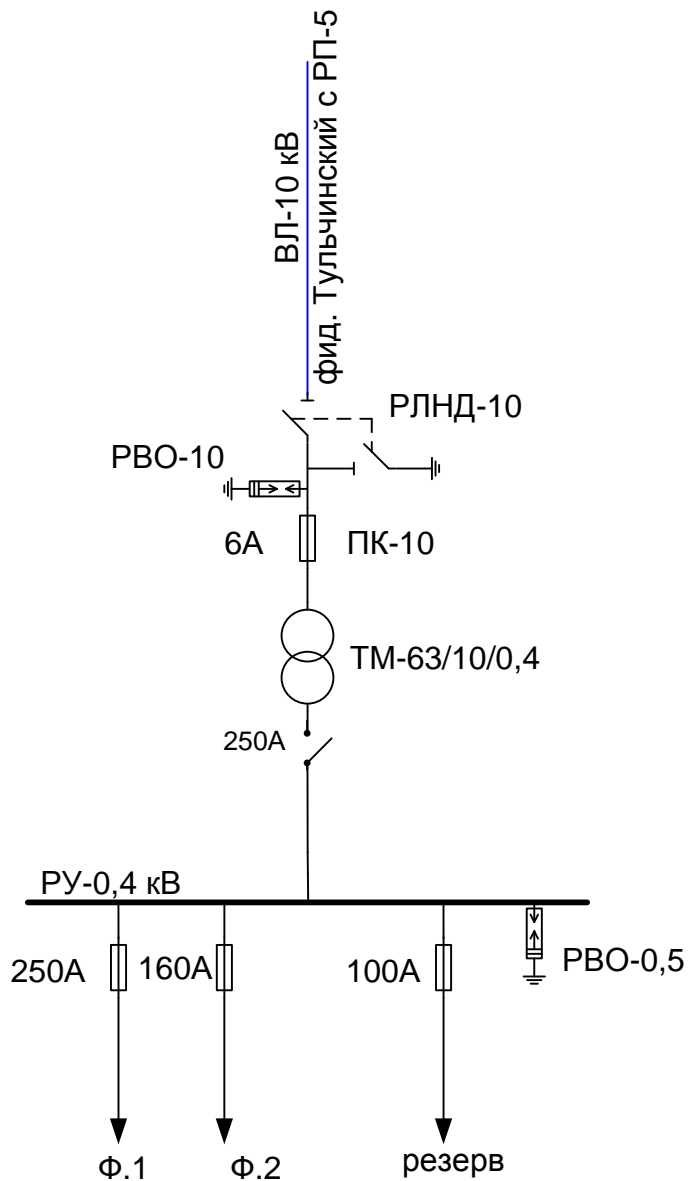 ВЛ-10 кВ
фид. Тульчинский с РП-5
РЛНД-10
РВО-10
6А
ПК-10
ТМ-63/10/0,4
250А
РУ-0,4 кВ
250А
160А
100А
РВО-0,5
Ф.1
Ф.2
резерв